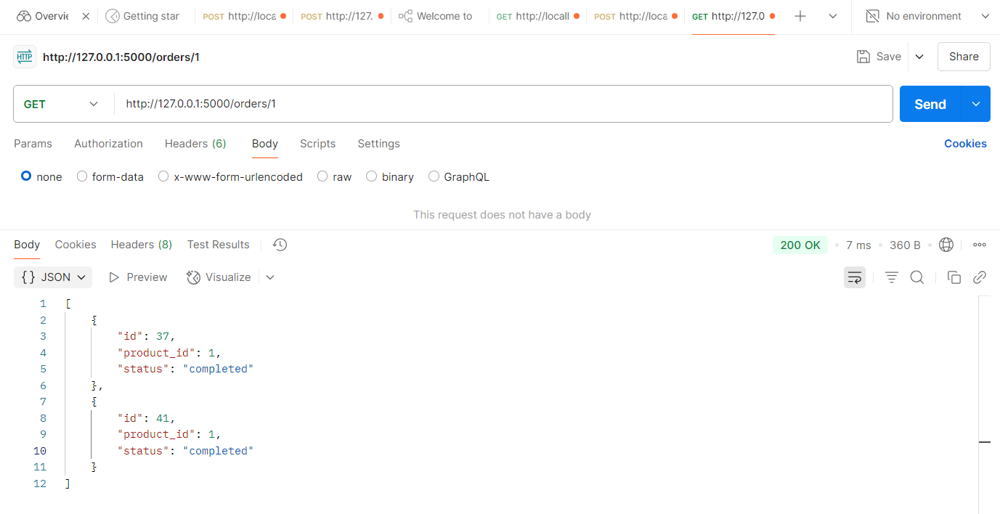 Overvie Getting star POST http://loca POST http://127. Welcome to GET http://locall POST http://loca GET http://127.0 No environment
HTTP http://127.0.0.1:5000/orders/1 Save Share
GET http://127.0.0.1:5000/orders/1 Send
Params Authorization Headers (6) Body Scripts Settings Cookies
none form-data x-www-form-urlencoded raw binary GraphQL
This request does not have a body
Body Cookies Headers (8) Test Results 200 OK • 7 ms • 360 B •
{} JSON Preview Visualize
1 [
2 {
3 "id": 37,
4 "product_id": 1,
5 "status": "completed"
6 },
7 {
8 "id": 41,
9 "product_id": 1,
10 "status": "completed"
11 }
12 ]